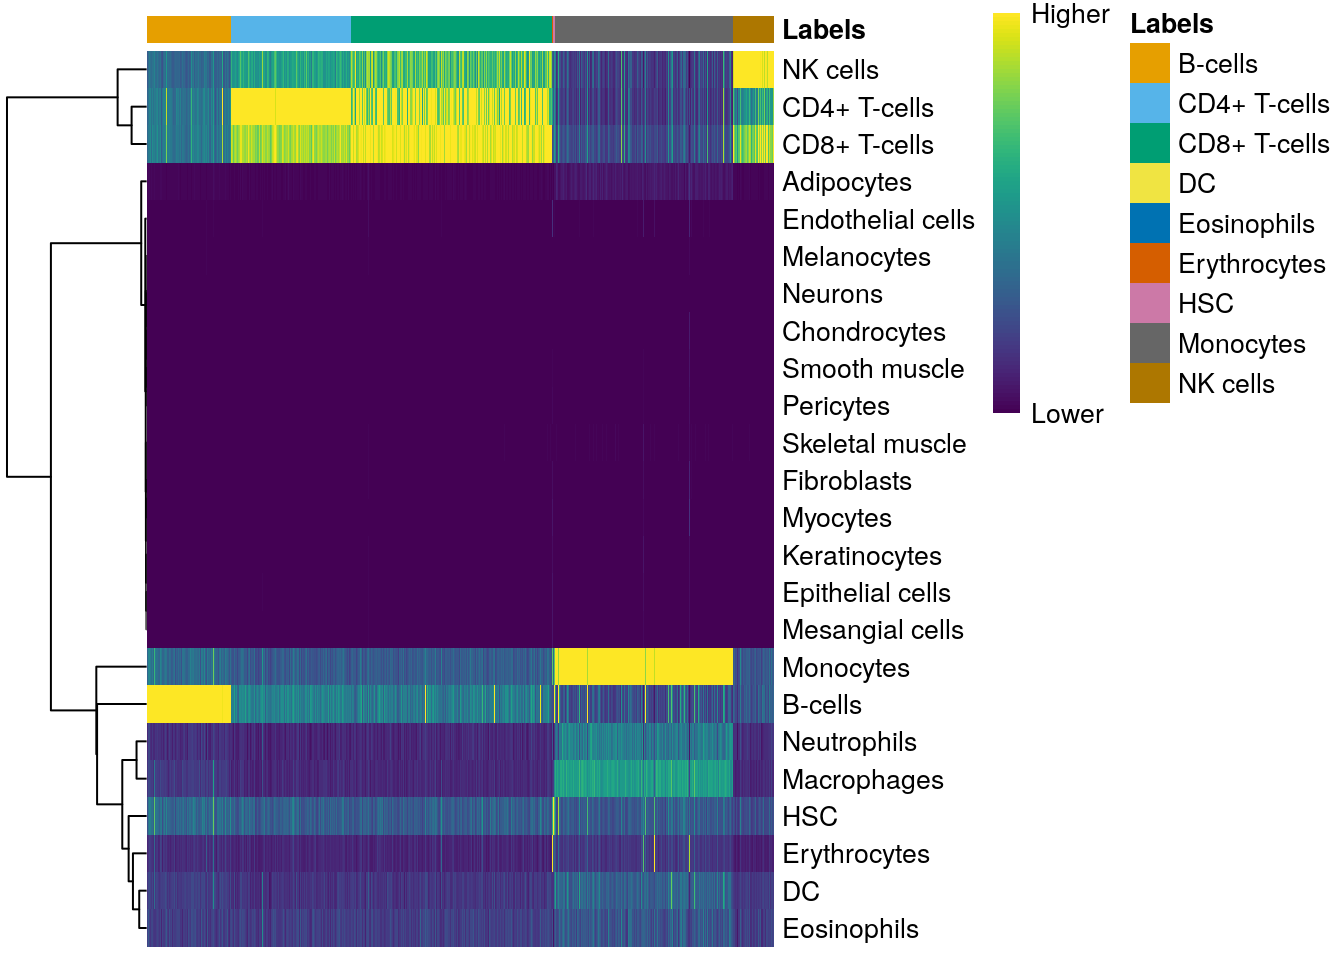 Labels
NK cells
CD4+ T-cells
CD8+ T-cells
Adipocytes
Endothelial cells
Melanocytes
Neurons
Chondrocytes
Smooth muscle
Pericytes
Skeletal muscle
Fibroblasts
Myocytes
Keratinocytes
Epithelial cells
Mesangial cells
Monocytes
B-cells
Neutrophils
Macrophages
HSC
Erythrocytes
DC
Eosinophils
Higher
Lower
Labels
B-cells
CD4+ T-cells
CD8+ T-cells
DC
Eosinophils
Erythrocytes
HSC
Monocytes
NK cells